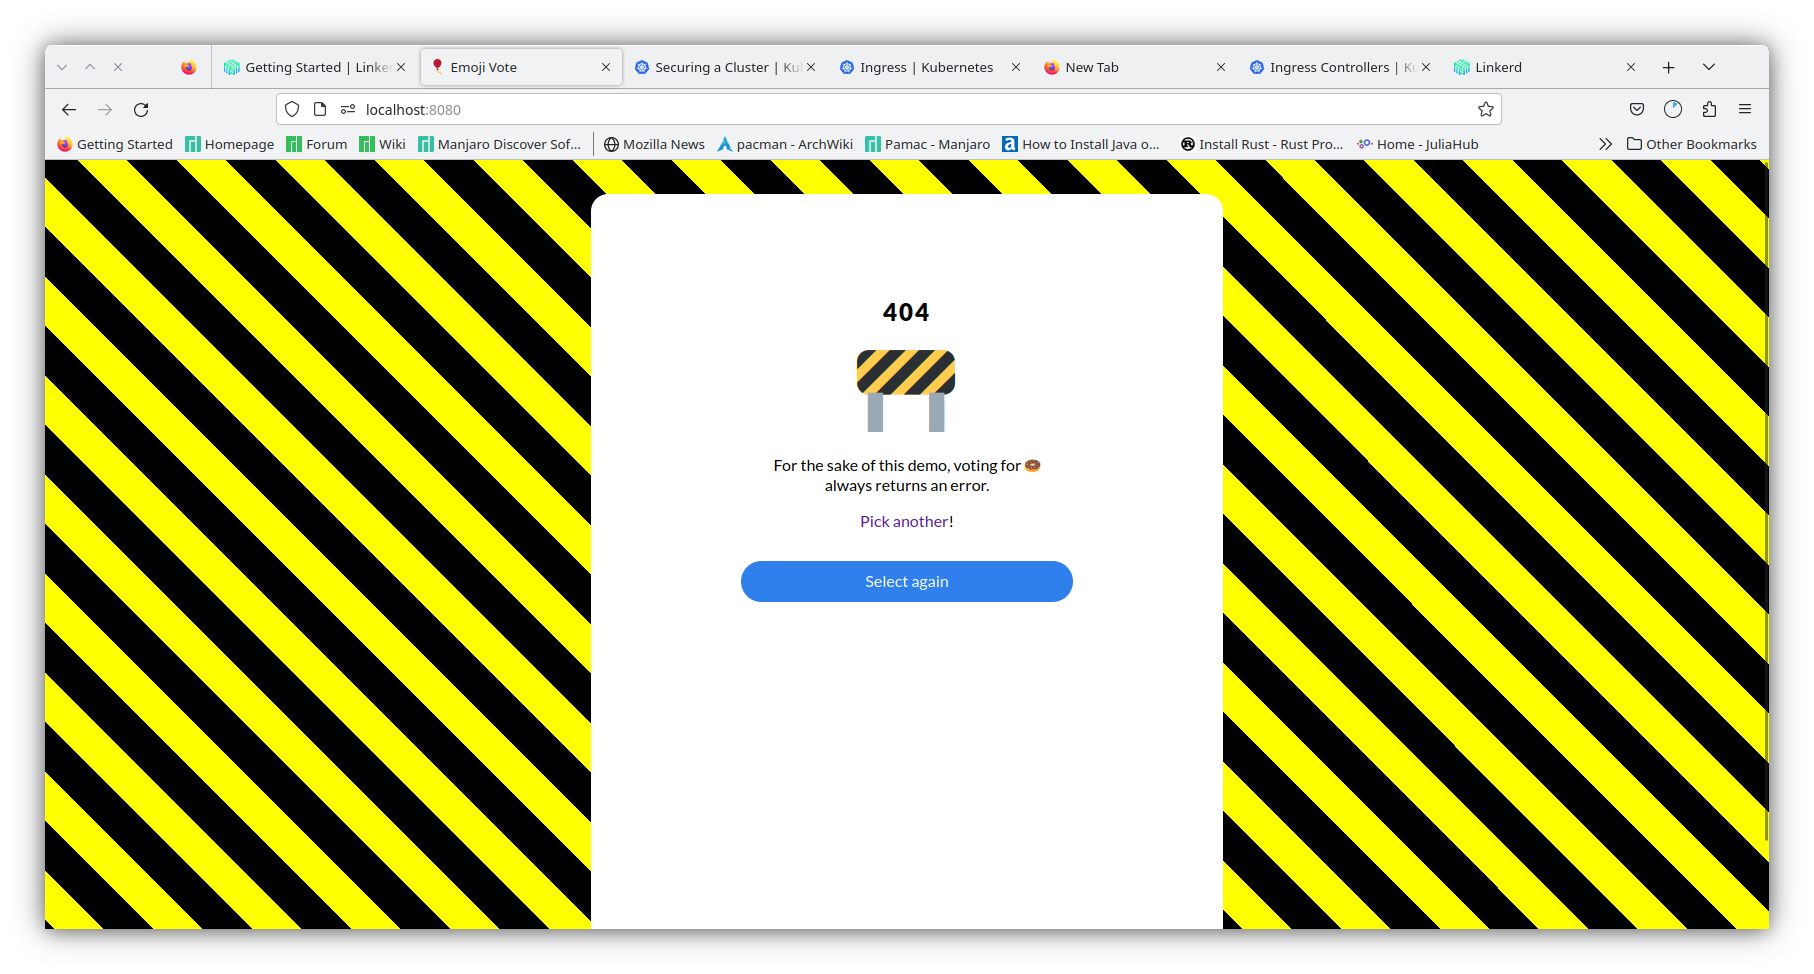 Getting Started | Linke
Emoji Vote
Securing a Cluster | Ku
Ingress | Kubernetes
New Tab
Ingress Controllers | Ku
Linkerd
localhost:8080
Getting Started
Homepage
Forum
Wiki
Manjaro Discover Sof...
Mozilla News
pacman - ArchWiki
Pamac - Manjaro
How to Install Java o...
Install Rust - Rust Pro...
Home - JuliaHub
Other Bookmarks
404
For the sake of this demo, voting for 🍩
always returns an error.
Pick another!
Select again